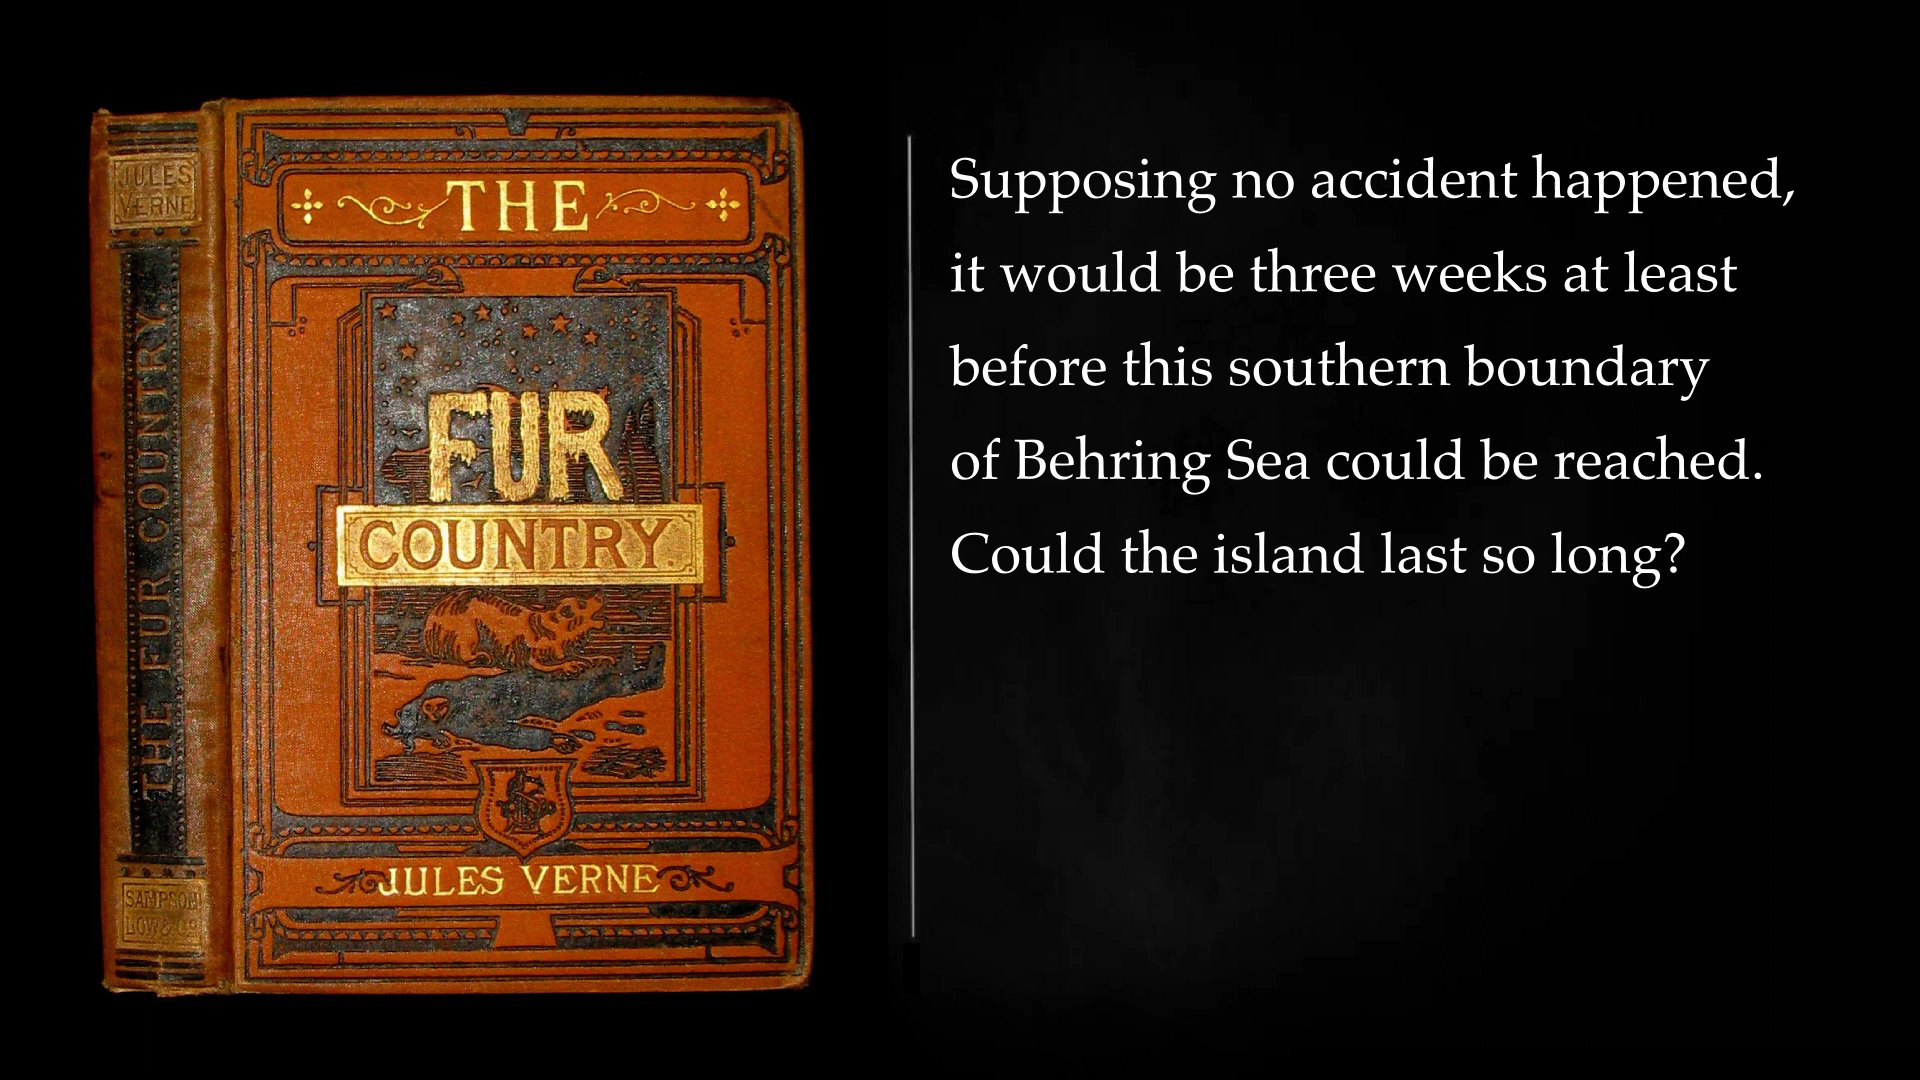 JULES
VERNE
THE FUR COUNTRY.
SAMPSON
LOW & Co
THE
FUR
COUNTRY.
JULES VERNE
Supposing no accident happened,
it would be three weeks at least
before this southern boundary
of Behring Sea could be reached.
Could the island last so long?